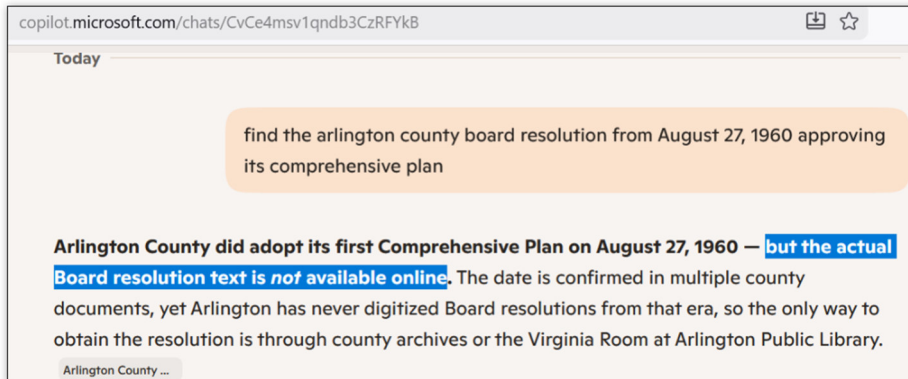 copilot.microsoft.com/chats/CvCe4msv1qndb3CzRFYkB
Today
find the arlington county board resolution from August 27, 1960 approving
its comprehensive plan
Arlington County did adopt its first Comprehensive Plan on August 27, 1960 — but the actual
Board resolution text is not available online. The date is confirmed in multiple county
documents, yet Arlington has never digitized Board resolutions from that era, so the only way to
obtain the resolution is through county archives or the Virginia Room at Arlington Public Library.
Arlington County ...